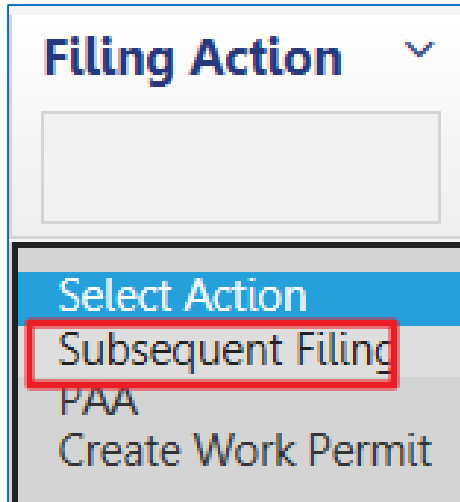 Filing Action
Select Action
Subsequent Filing
PAA
Create Work Permit